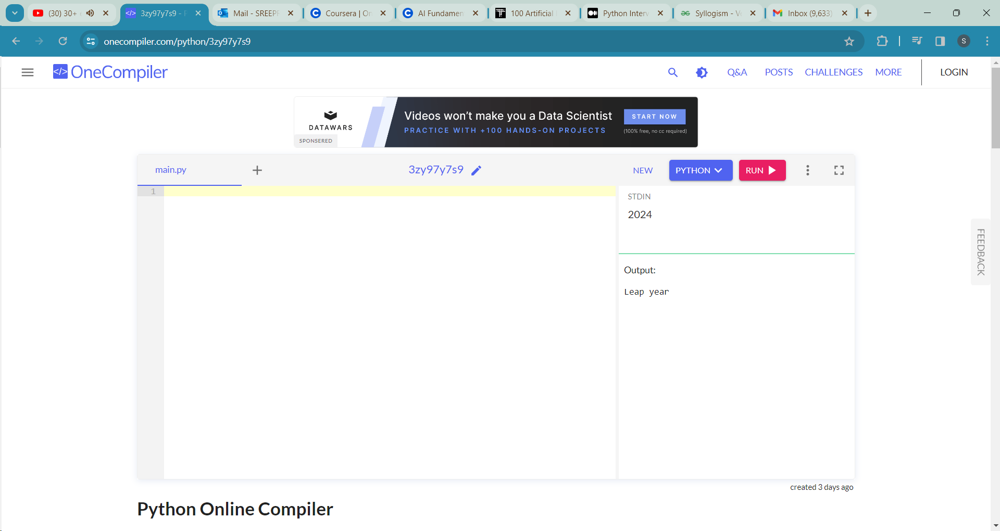 (30) 30+
3zy97y7s9 -
Mail - SREEPR
Coursera | On
AI Fundamen
100 Artificial
Python Interv
Syllogism - Ve
Inbox (9,633)
onecompiler.com/python/3zy97y7s9
S
</> OneCompiler
Q&A POSTS CHALLENGES MORE LOGIN
DATAWARS
SPONSERED
Videos won't make you a Data Scientist
PRACTICE WITH +100 HANDS-ON PROJECTS
START NOW
(100% free, no cc required)
main.py
3zy97y7s9
NEW
PYTHON
RUN
1
STDIN
2024
Output:
Leap year
FEEDBACK
created 3 days ago
Python Online Compiler